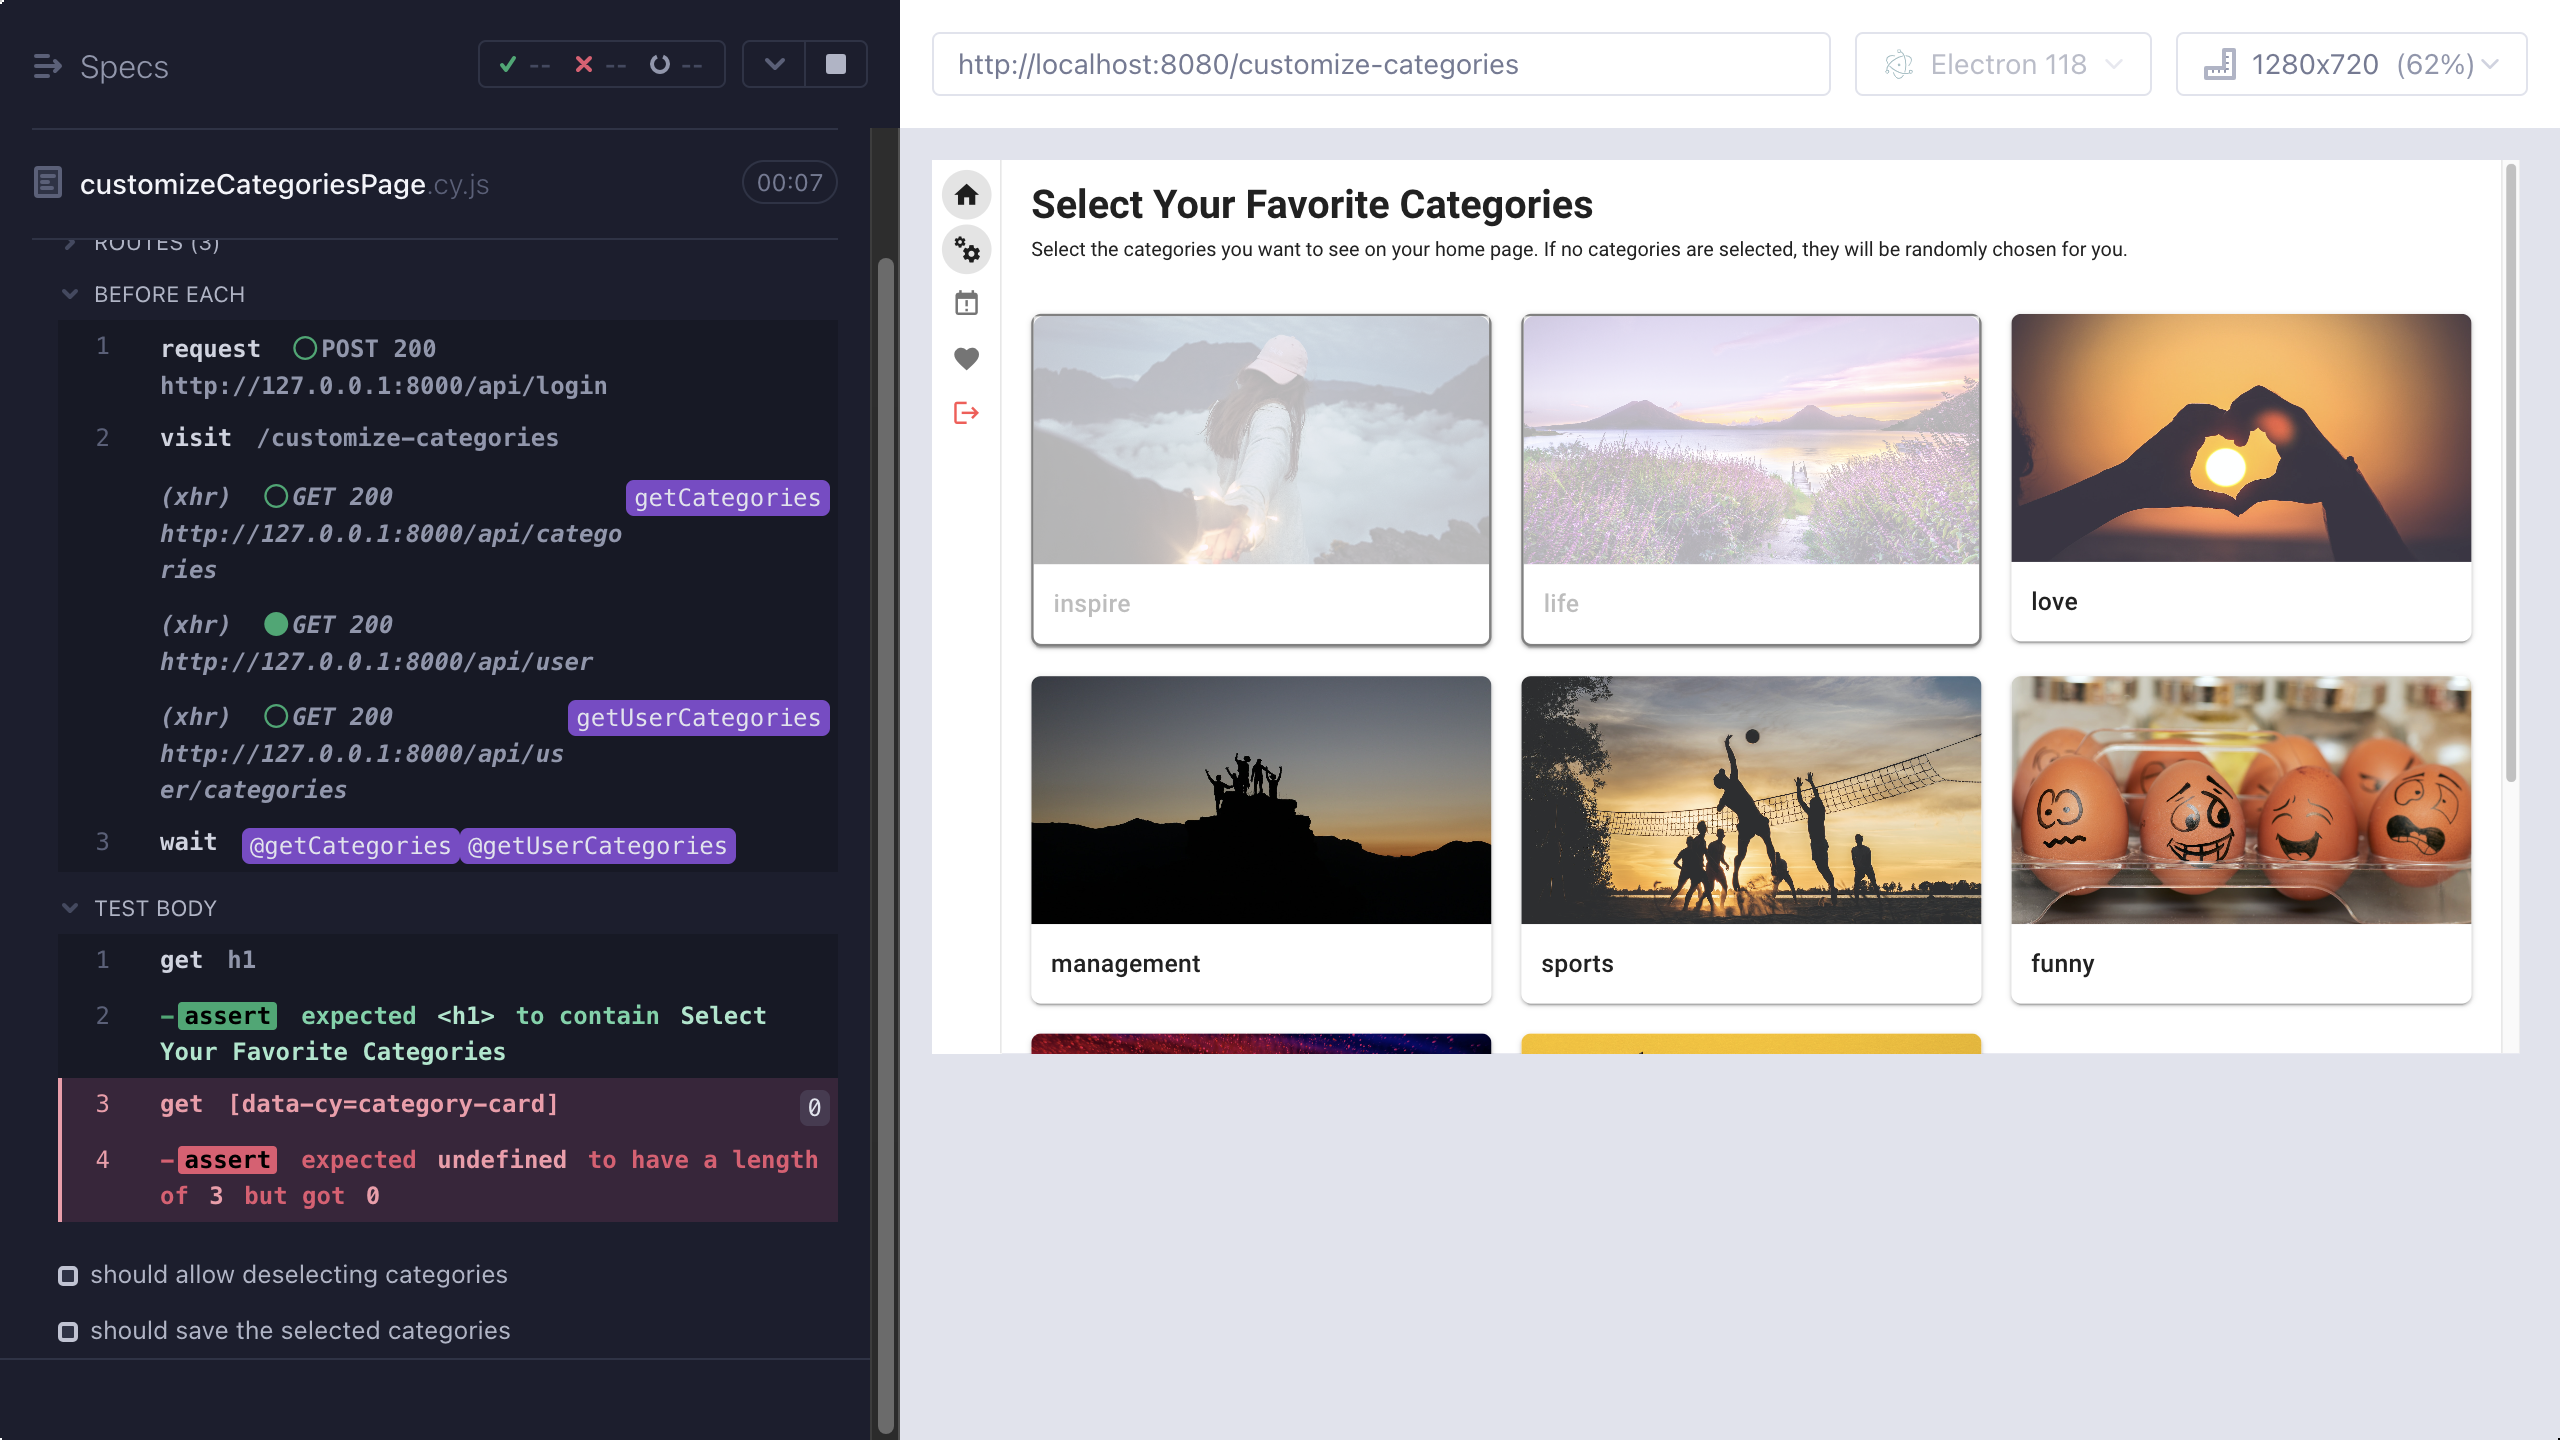 Specs
--
--
--
customizeCategoriesPage.cy.js
00:07
ROUTES (3)
BEFORE EACH
1
request POST 200
http://127.0.0.1:8000/api/login
2
visit /customize-categories
(xhr) GET 200 getCategories
http://127.0.0.1:8000/api/catego
ries
(xhr) GET 200
http://127.0.0.1:8000/api/user
(xhr) GET 200 getUserCategories
http://127.0.0.1:8000/api/us
er/categories
3
wait @getCategories @getUserCategories
TEST BODY
1
get h1
2
-assert expected <h1> to contain Select
Your Favorite Categories
3
get [data-cy=category-card] 0
4
-assert expected undefined to have a length
of 3 but got 0
should allow deselecting categories
should save the selected categories
http://localhost:8080/customize-categories
Electron 118
1280x720 (62%)
Select Your Favorite Categories
Select the categories you want to see on your home page. If no categories are selected, they will be randomly chosen for you.
inspire
life
love
management
sports
funny